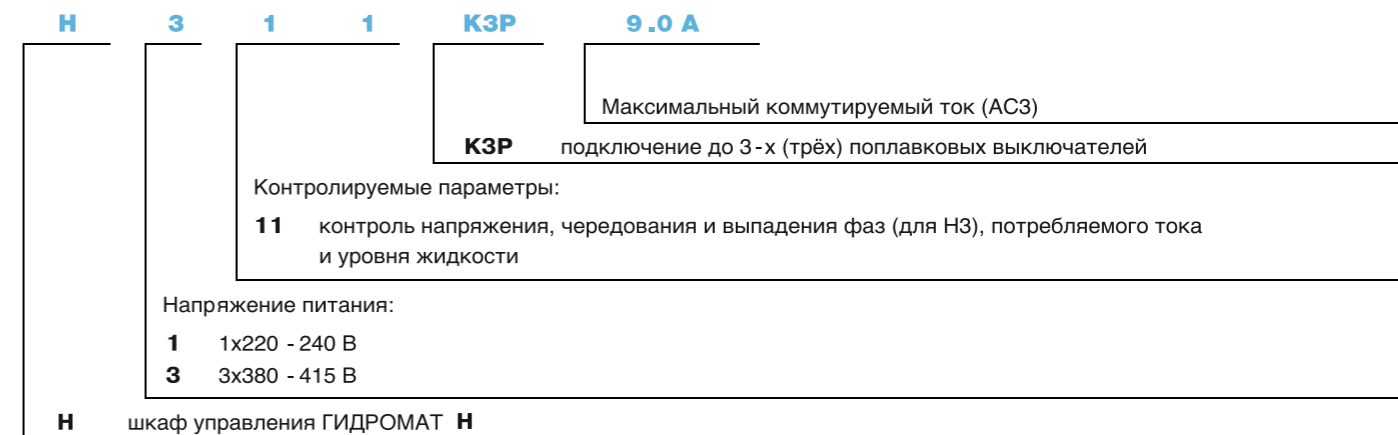 Н 3 1 1 К3Р 9.0 А
Максимальный коммутируемый ток (АС3)
К3Р подключение до 3-х (трёх) поплавковых выключателей
Контролируемые параметры:
11 контроль напряжения, чередования и выпадения фаз (для Н3), потребляемого тока
и уровня жидкости
Напряжение питания:
1 1x220 - 240 В
3 3x380 - 415 В
Н шкаф управления ГИДРОМАТ Н